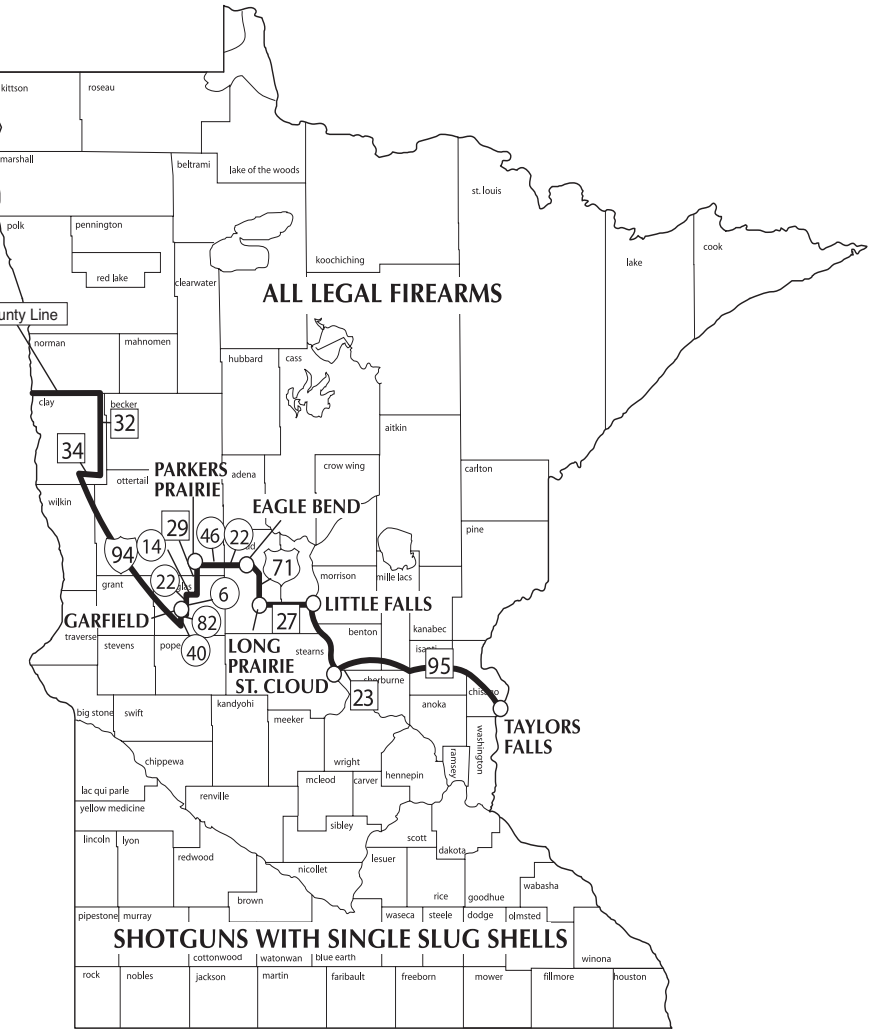 kittson
roseau
marshall
beltrami
lake of the woods
st. louis
polk
pennington
koochiching
lake
cook
red lake
clearwater
ALL LEGAL FIREARMS
unty Line
norman
mahnomen
hubbard
cass
clay
becker
32
aitkin
34
PARKERS
PRAIRIE
ottertail
adena
crow wing
carlton
wilkin
EAGLE BEND
pine
29
46
22
94
14
71
morrison
mille lacs
grant
22
6
GARFIELD
82
27
LITTLE FALLS
traverse
stevens
pope
40
LONG
PRAIRIE
stearns
benton
kanabec
95
ST. CLOUD
23
sherburne
anoka
TAYLORS
FALLS
big stone
swift
kandyohi
meeker
washington
chippewa
wright
ramsey
hennepin
lac qui parle
renville
mcleod
carver
yellow medicine
sibley
scott
dakota
lincoln
lyon
redwood
nicollet
lesuer
rice
goodhue
wabasha
brown
pipestone
murray
waseca
steele
dodge
olmsted
SHOTGUNS WITH SINGLE SLUG SHELLS
cottonwood
watonwan
blue earth
winona
rock
nobles
jackson
martin
faribault
freeborn
mower
fillmore
houston